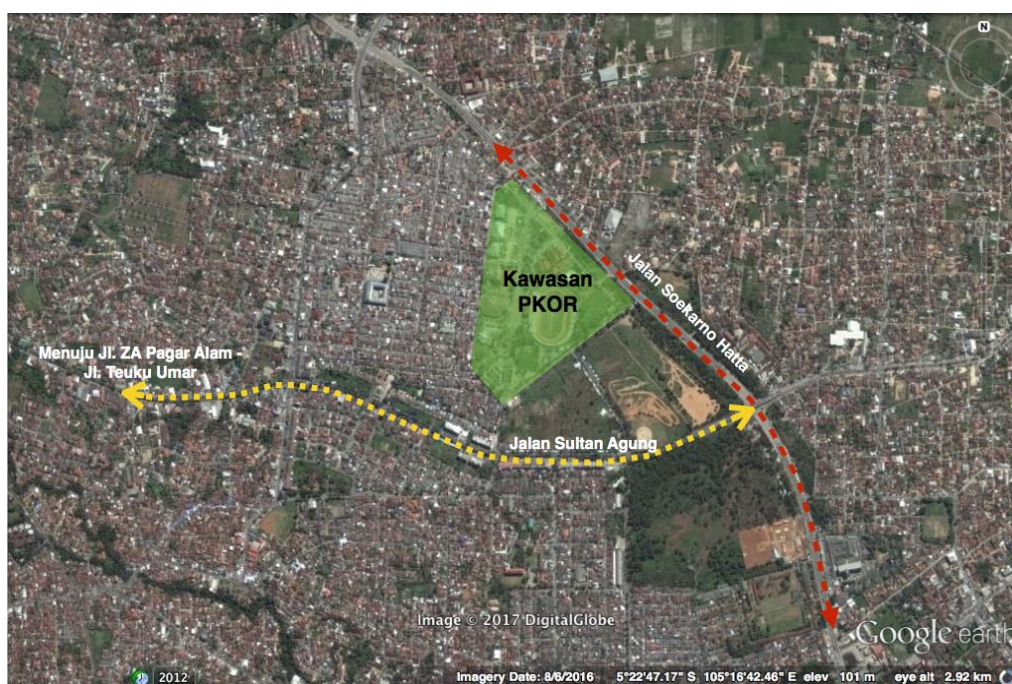 N
Kawasan
PKOR
Jalan Soekarno Hatta
Menuju Jl. ZA Pagar Alam -
Jl. Teuku Umar
Jalan Sultan Agung
Image © 2017 DigitalGlobe
Google earth
2012
Imagery Date: 8/6/2016 5°22'47.17" S 105°16'42.46" E elev 101 m eye alt 2.92 km